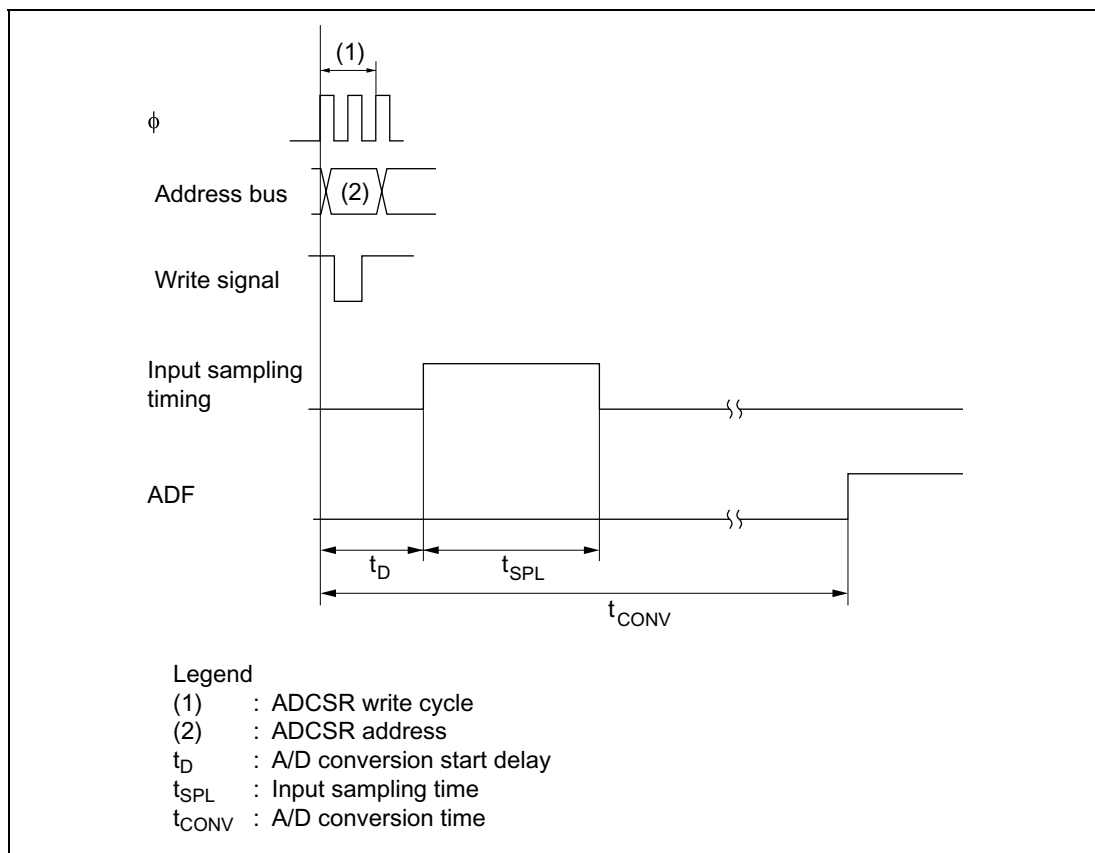 (1)
ϕ
Address bus
(2)
Write signal
Input sampling
timing
ADF
tD
tSPL
tCONV
Legend
(1) : ADCSR write cycle
(2) : ADCSR address
tD : A/D conversion start delay
tSPL : Input sampling time
tCONV : A/D conversion time